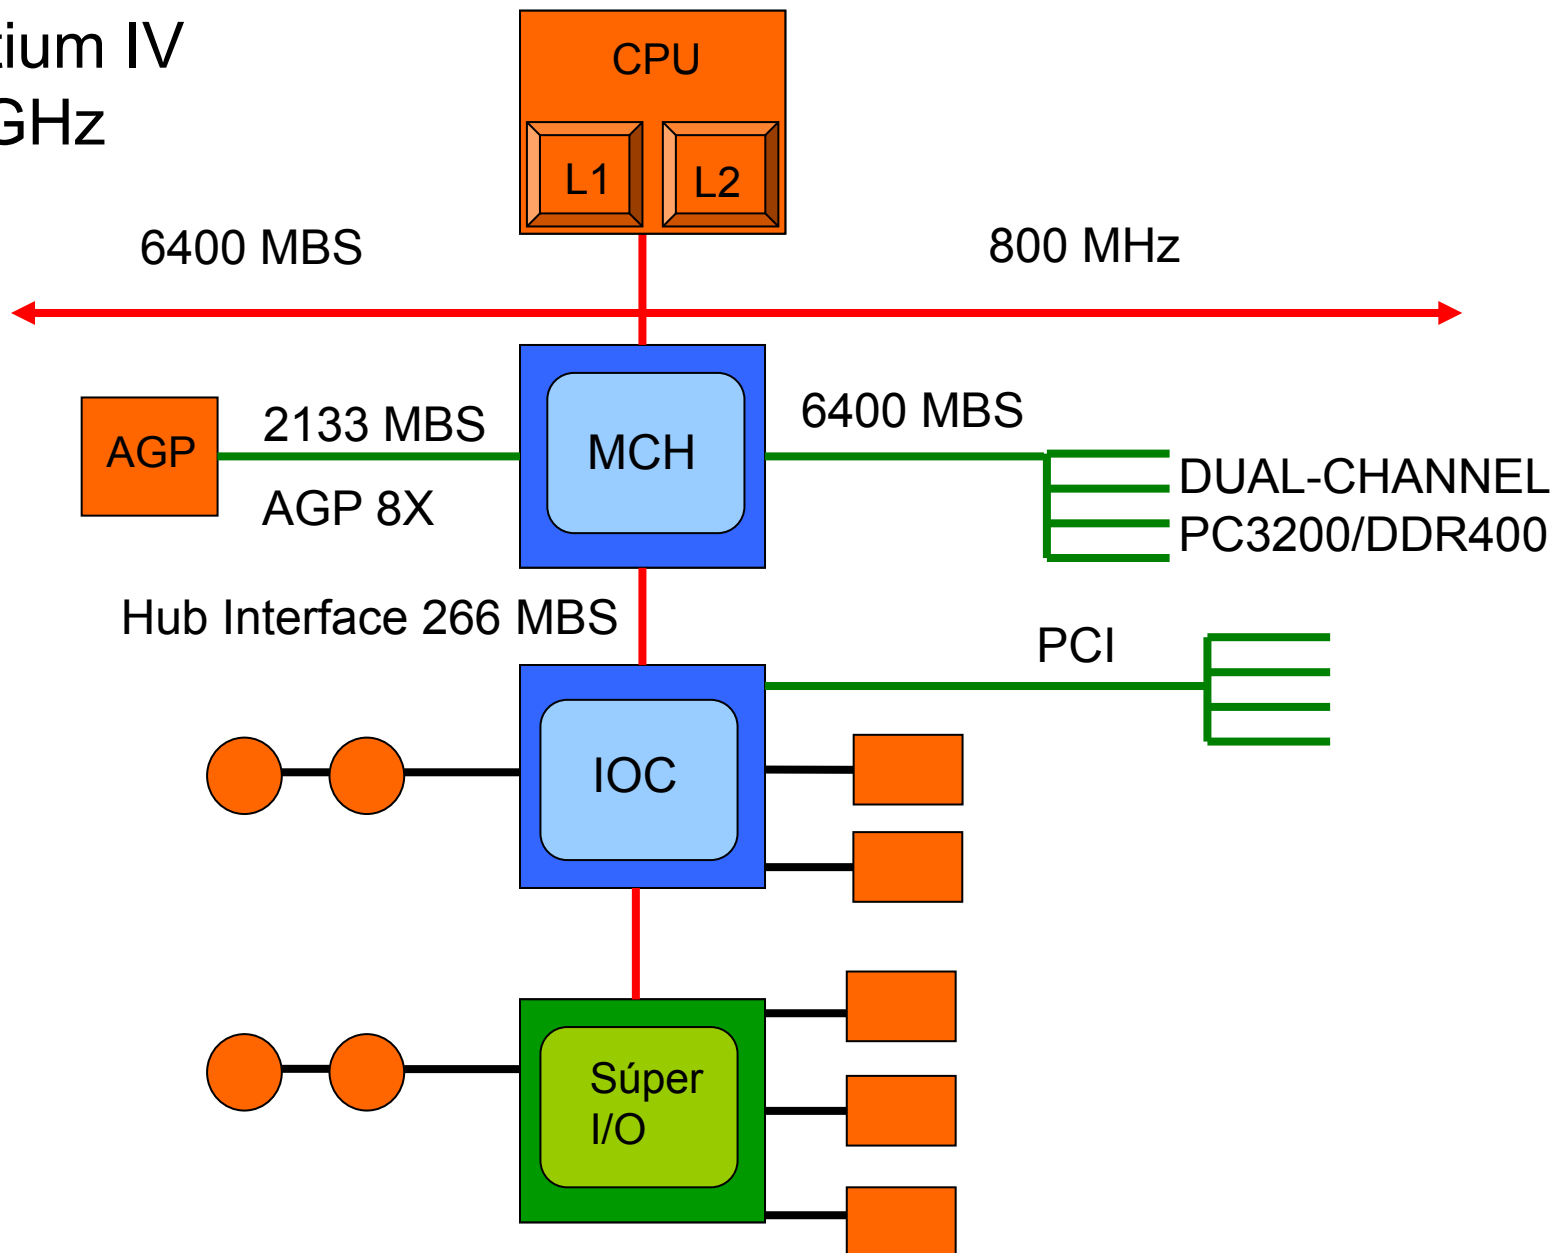 tium IV
GHz
CPU
L1
L2
6400 MBS
800 MHz
AGP
2133 MBS
AGP 8X
MCH
6400 MBS
DUAL-CHANNEL
PC3200/DDR400
Hub Interface 266 MBS
PCI
IOC
Súper
I/O